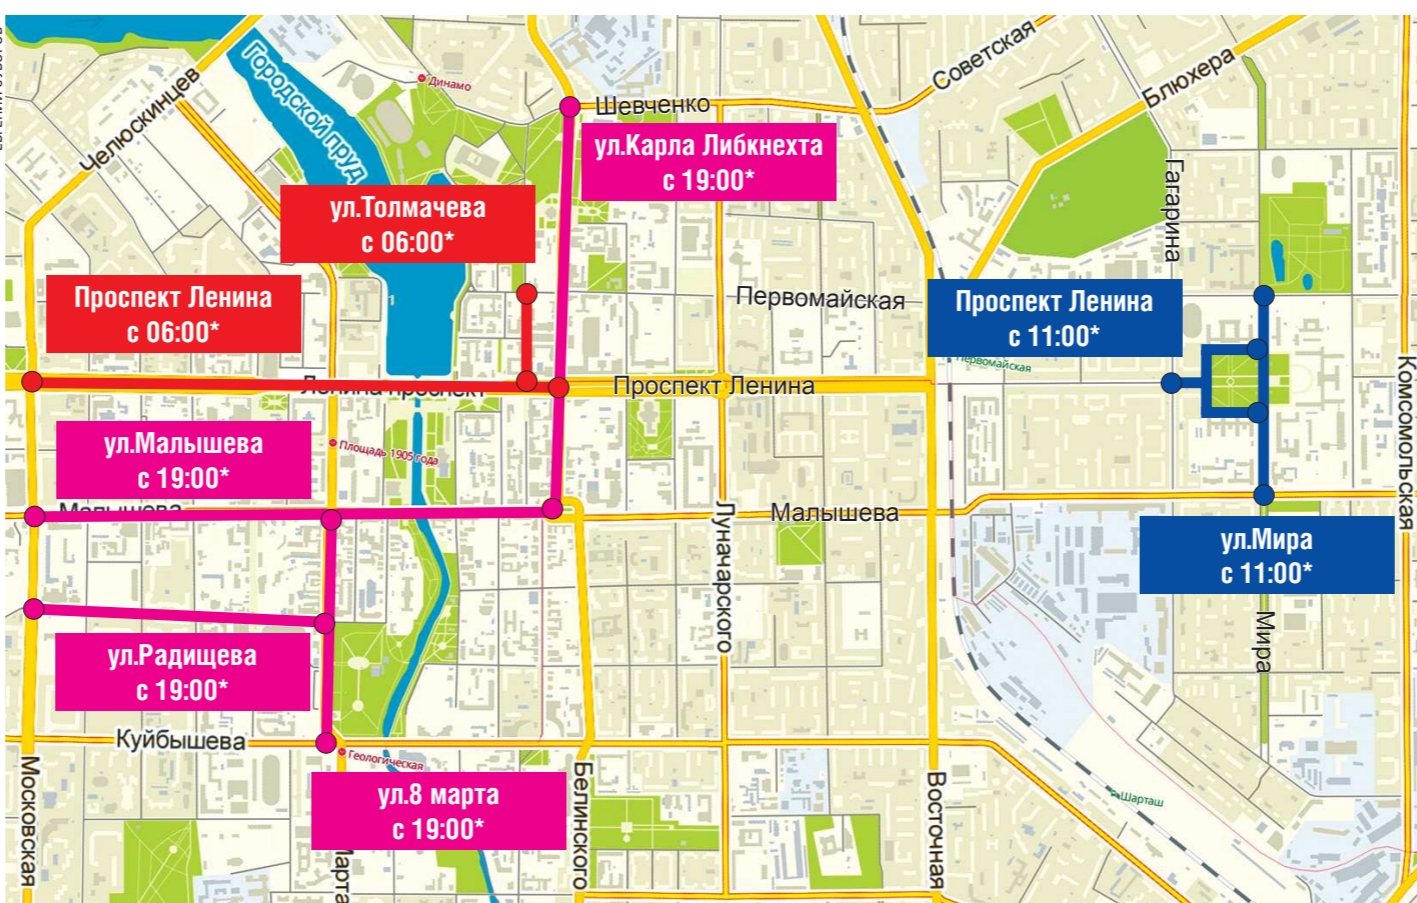 Динамо
Советская
Блюхера
Челюскинцев
Городской пруд
Шевченко
ул.Карла Либкнехта
с 19:00*
Гагарина
ул.Толмачева
с 06:00*
Проспект Ленина
с 06:00*
Первомайская
Проспект Ленина
с 11:00*
Первомайская
Ленина проспект
Проспект Ленина
Комсомольская
ул.Малышева
с 19:00*
Площадь 1905 года
Малышева
Малышева
Луначарского
ул.Мира
с 11:00*
Мира
ул.Радищева
с 19:00*
Куйбышева
Геологическая
Московская
ул.8 марта
с 19:00*
Марта
Белинского
Восточная
Шарташ